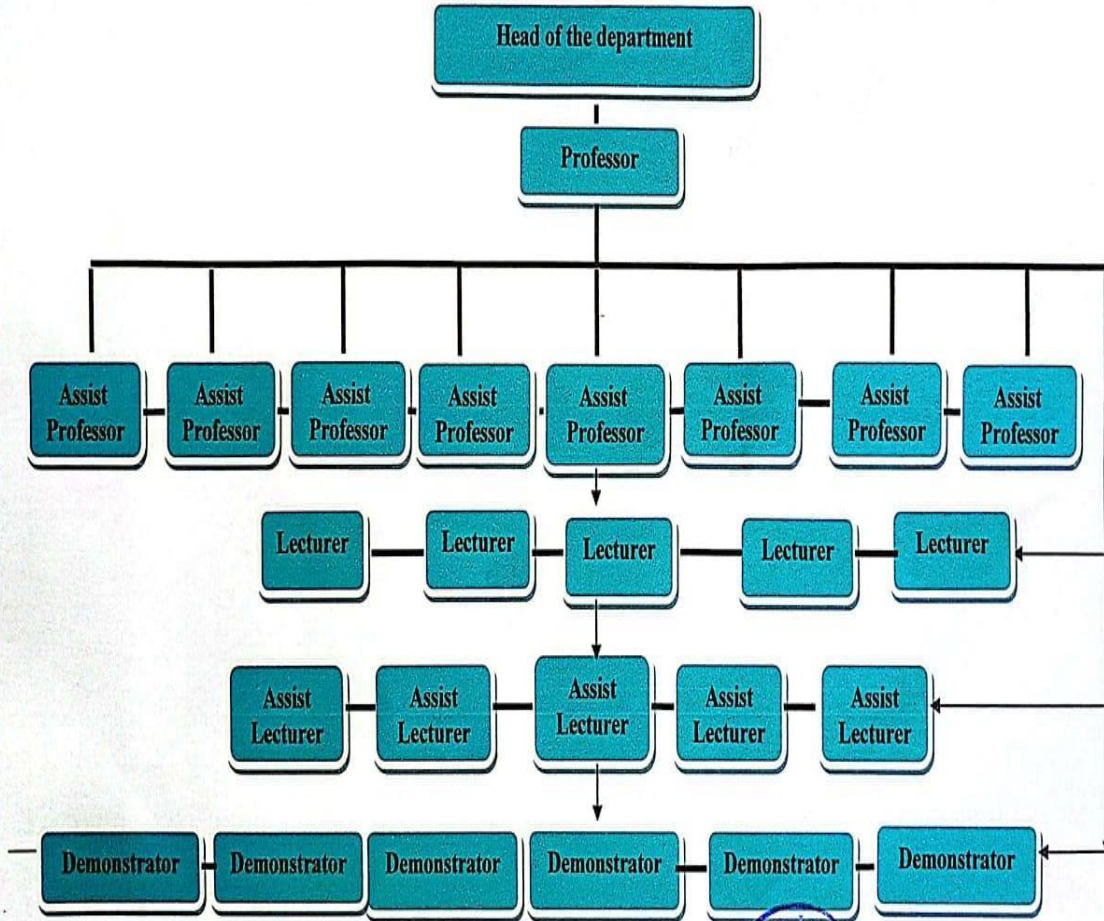 Head of the department
Professor
Assist Assist Assist Assist Assist Assist Assist Assist
Professor Professor Professor Professor Professor Professor Professor Professor
Lecturer Lecturer Lecturer Lecturer Lecturer
Assist Assist Assist Assist Assist
Lecturer Lecturer Lecturer Lecturer Lecturer
Demonstrator Demonstrator Demonstrator Demonstrator Demonstrator Demonstrator